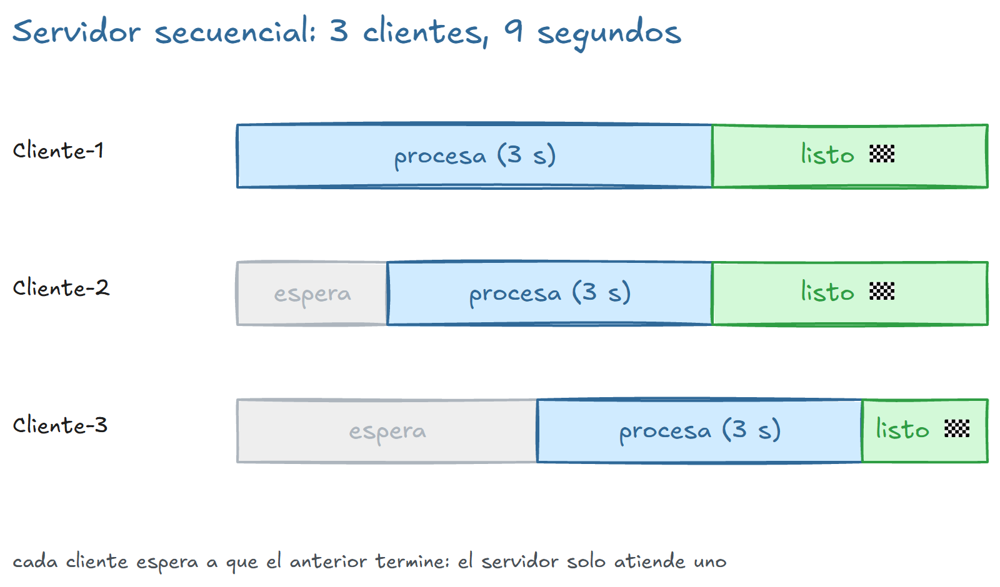 Servidor secuencial: 3 clientes, 9 segundos
Cliente-1
procesa (3 s)
listo
Cliente-2
espera
procesa (3 s)
listo
Cliente-3
espera
procesa (3 s)
listo
cada cliente espera a que el anterior termine: el servidor solo atiende uno